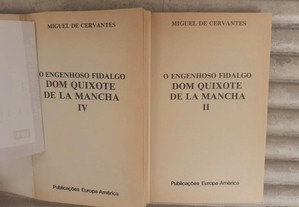 MIGUEL DE CERVANTES
O ENGENHOSO FIDALGO
DOM QUIXOTE
DE LA MANCHA
IV
Publicações Europa-América
MIGUEL DE CERVANTES
O ENGENHOSO FIDALGO
DOM QUIXOTE
DE LA MANCHA
II
Publicações Europa-América